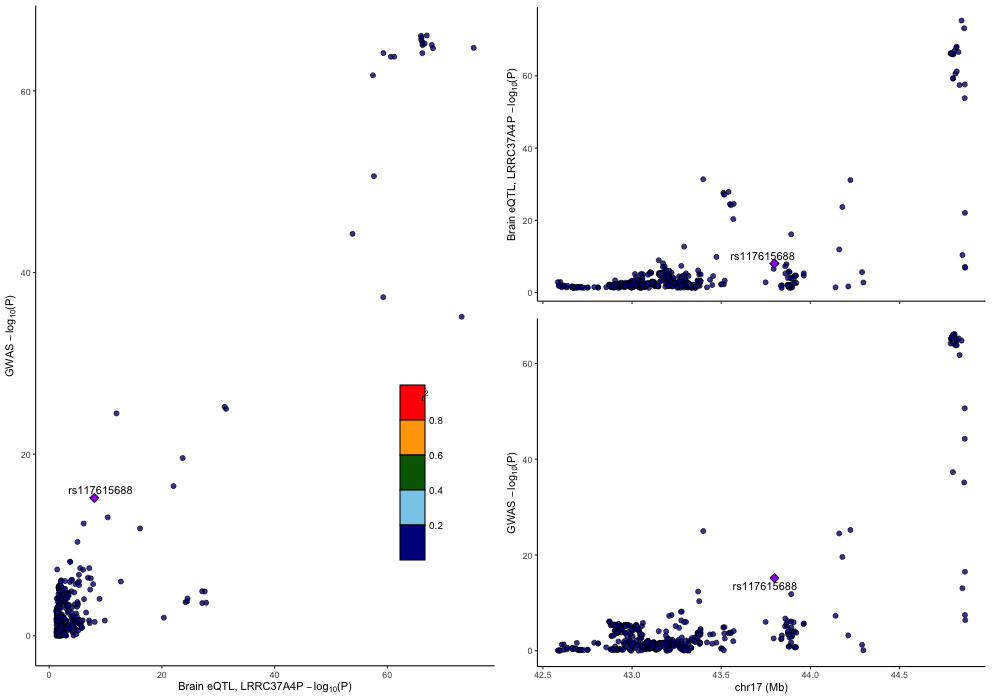 GWAS −log10(P)
60
40
20
0
rs117615688
r2
0.8
0.6
0.4
0.2
0 20 40 60
Brain eQTL, LRRC37A4P −log10(P)
Brain eQTL, LRRC37A4P −log10(P)
60
40
20
0
rs117615688
GWAS −log10(P)
60
40
20
0
rs117615688
42.5 43.0 43.5 44.0 44.5
chr17 (Mb)